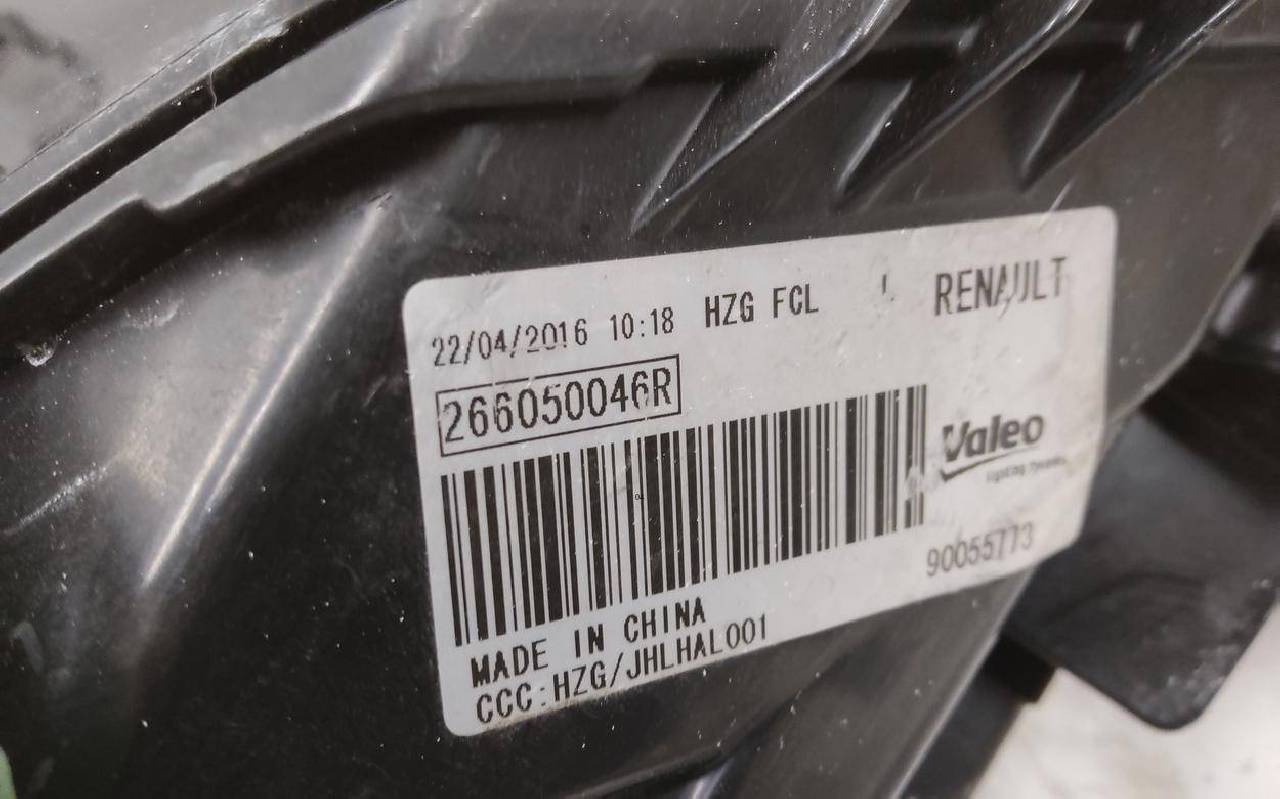 22/04/2016 10:18 HZG FCL RENAULT
266050046R
Valeo
90055773
MADE IN CHINA
CCC:HZG/JHLHAL001